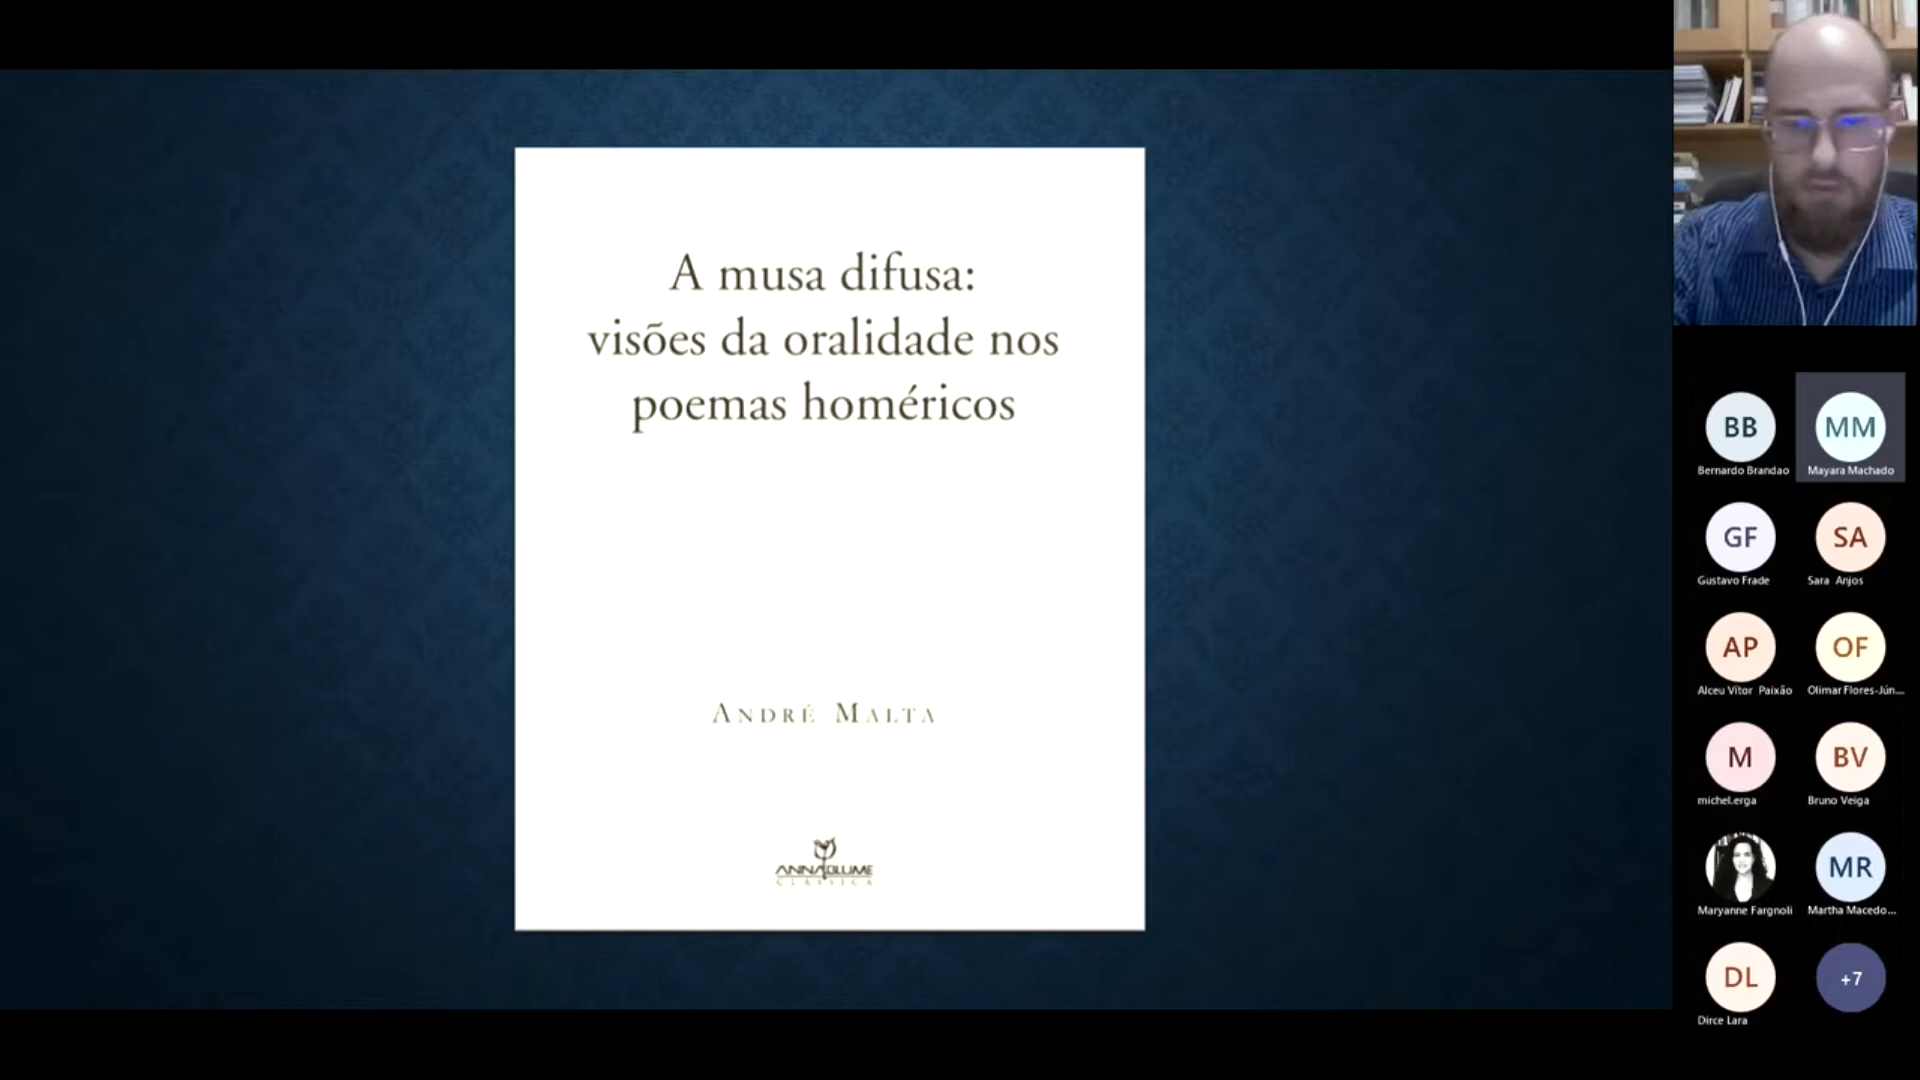 A musa difusa:
visões da oralidade nos
poemas homéricos
ANDRÉ MALTA
ANNABLUME
CLÁSSICA
BB
Bernardo Brandao
MM
Mayara Machado
GF
Gustavo Frade
SA
Sara Anjos
AP
Alceu Vítor Paixão
OF
Olimar Flores-Jún...
M
michel.erga
BV
Bruno Veiga
Maryanne Fargnoli
MR
Martha Macedo...
DL
Dirce Lara
+7